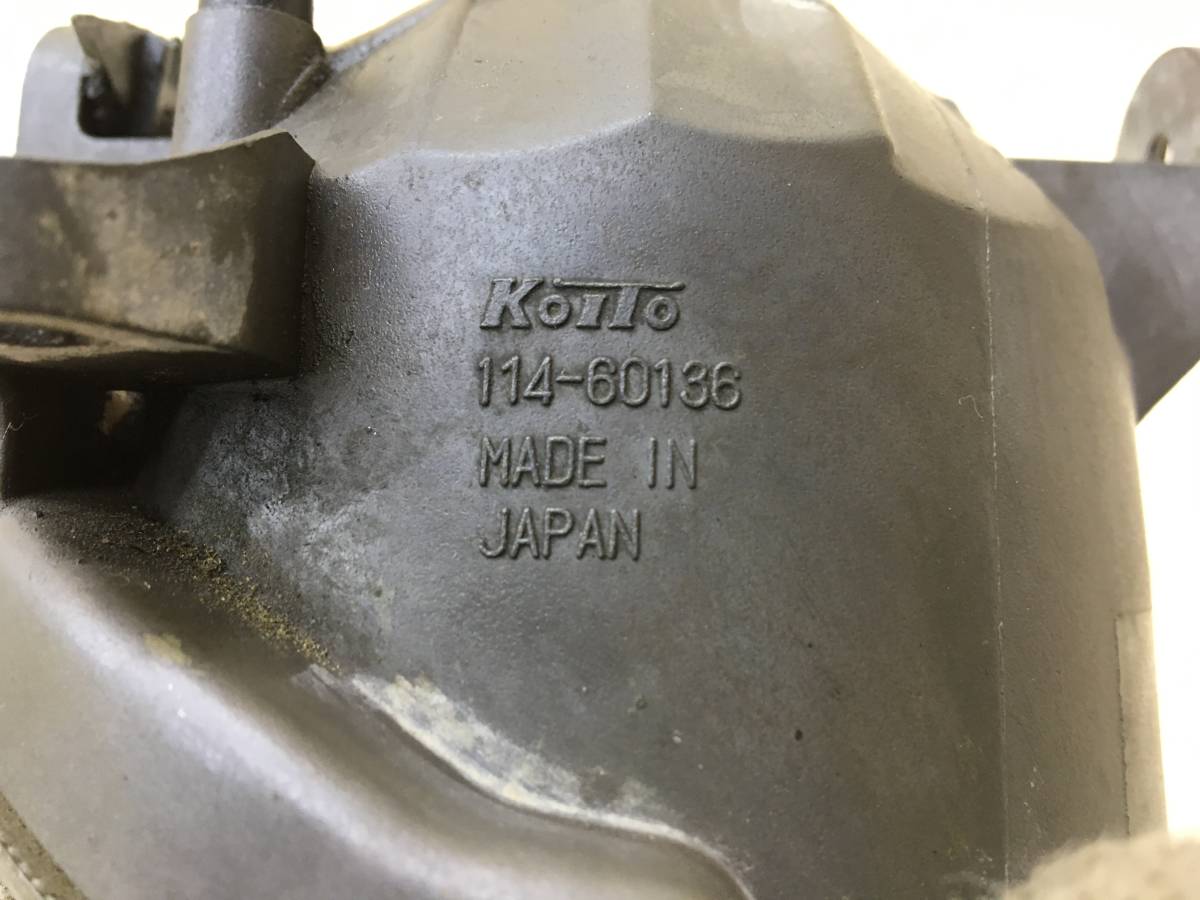 KOITO
114-60136
MADE IN
JAPAN